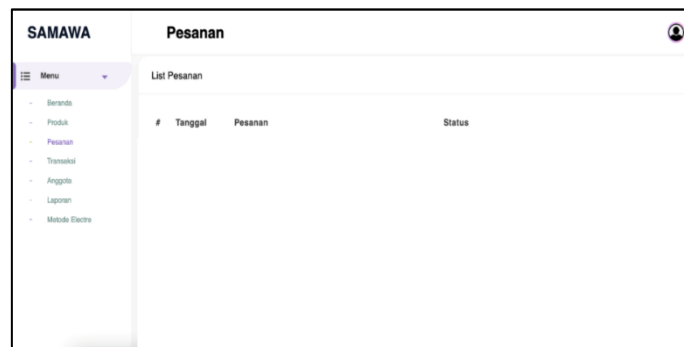 SAMAWA
Pesanan
Menu
- Beranda
- Produk
- Pesanan
- Transaksi
- Anggota
- Laporan
- Metode Electre
List Pesanan
# Tanggal Pesanan Status